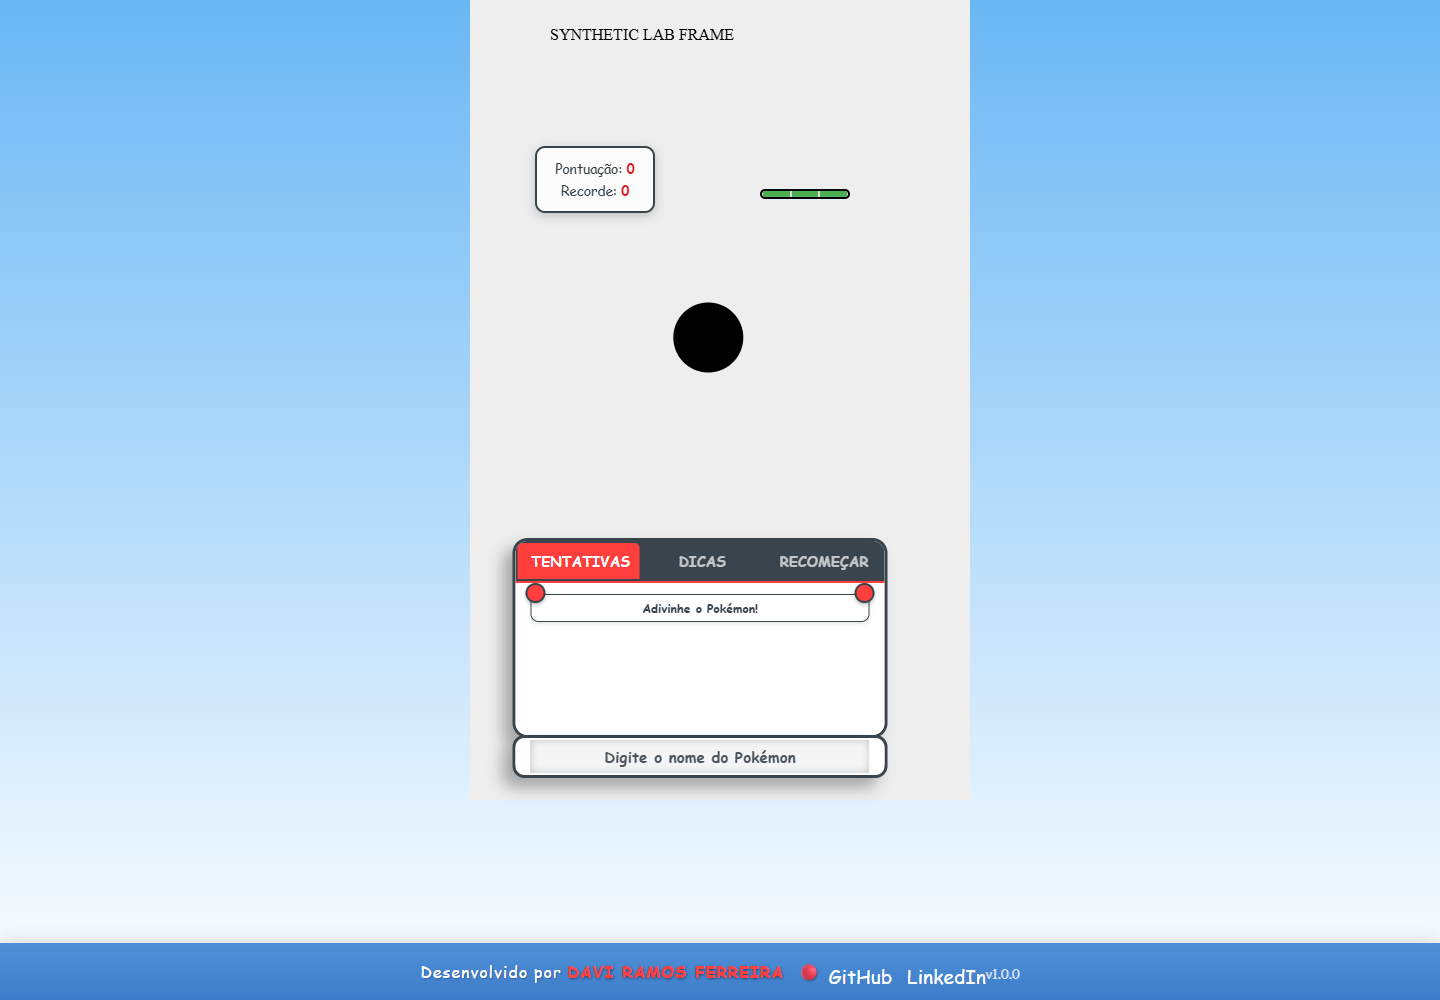 SYNTHETIC LAB FRAME
Pontuação: 0
Recorde: 0
TENTATIVAS DICAS RECOMEÇAR
Adivinhe o Pokémon!
Digite o nome do Pokémon
Desenvolvido por DAVI RAMOS FERREIRA GitHub LinkedIn v1.0.0